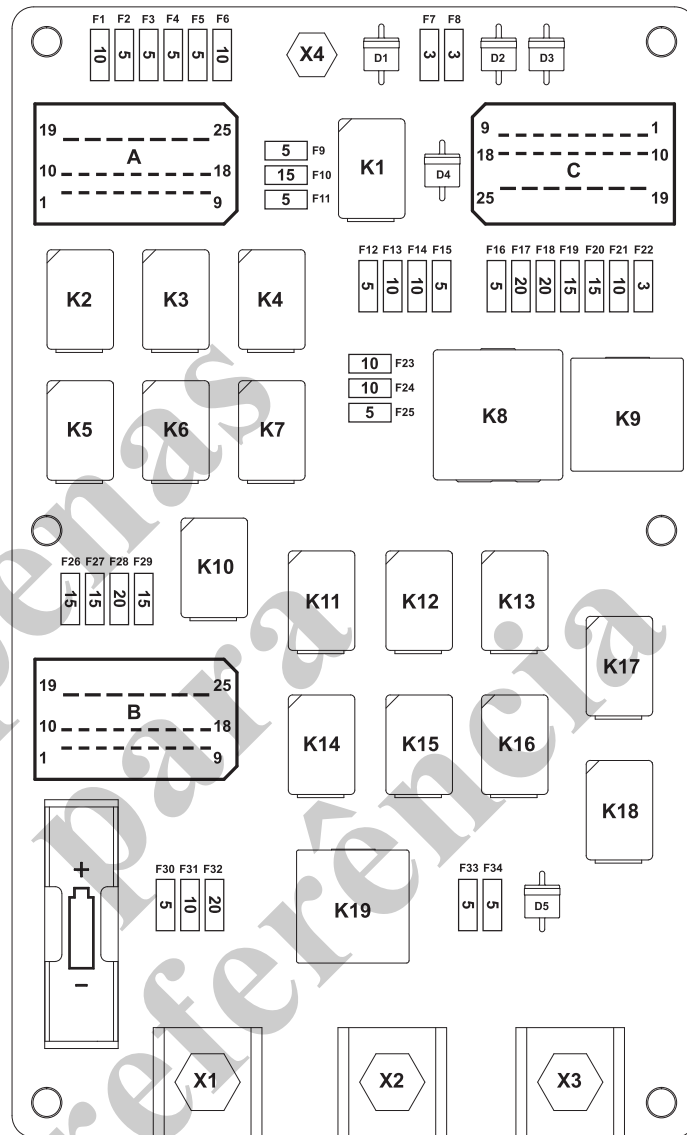 F1 F2 F3 F4 F5 F6
10 5 5 5 5 10
X4
D1
F7 F8
3 3
D2 D3
19 25
A
10 18
1 9
5 F9
15 F10
5 F11
K1
D4
9 1
18 10
C
25 19
K2 K3 K4
F12 F13 F14 F15
5 10 10 5
F16 F17 F18 F19 F20 F21 F22
5 20 20 15 15 10 3
K5 K6 K7
10 F23
10 F24
5 F25
K8 K9
F26 F27 F28 F29
15 15 20 15
K10
K11 K12 K13
K17
19 25
B
10 18
1 9
K14 K15 K16
K18
+
-
F30 F31 F32
5 10 20
K19
F33 F34
5 5
D5
X1 X2 X3
para
referência